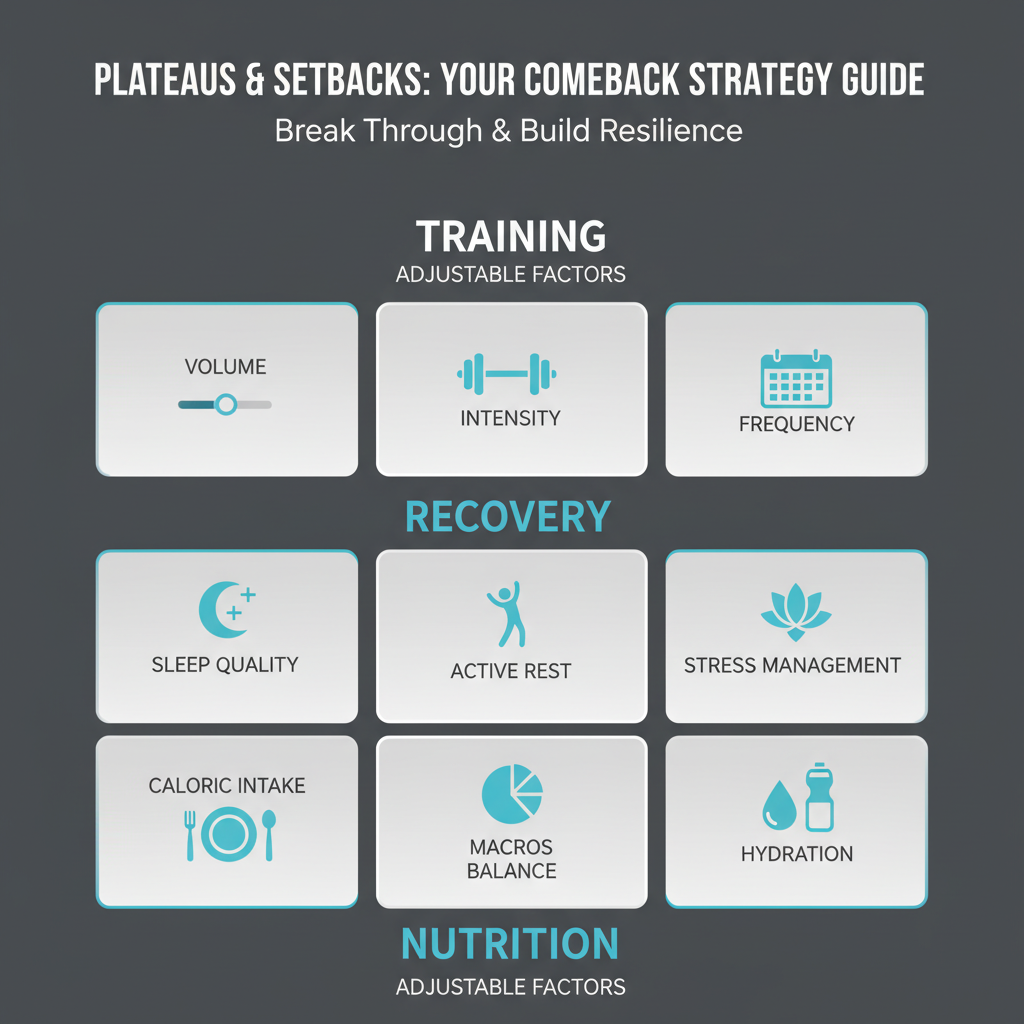 PLATEAUS & SETBACKS: YOUR COMEBACK STRATEGY GUIDE
Break Through & Build Resilience
TRAINING
ADJUSTABLE FACTORS
VOLUME
INTENSITY
FREQUENCY
RECOVERY
SLEEP QUALITY
ACTIVE REST
STRESS MANAGEMENT
CALORIC INTAKE
MACROS
BALANCE
HYDRATION
NUTRITION
ADJUSTABLE FACTORS